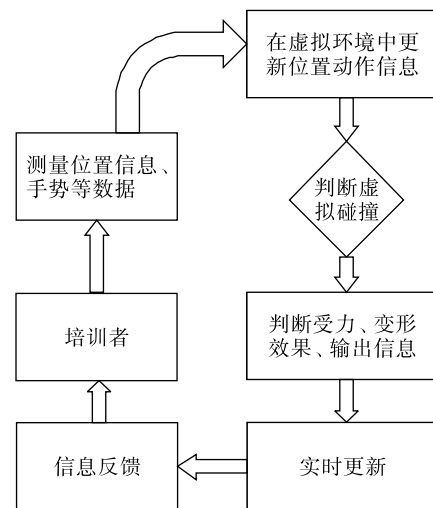 在虚拟环境中更
新位置动作信息
测量位置信息、
手势等数据
判断虚
拟碰撞
培训者
判断受力、变形
效果、输出信息
信息反馈
实时更新